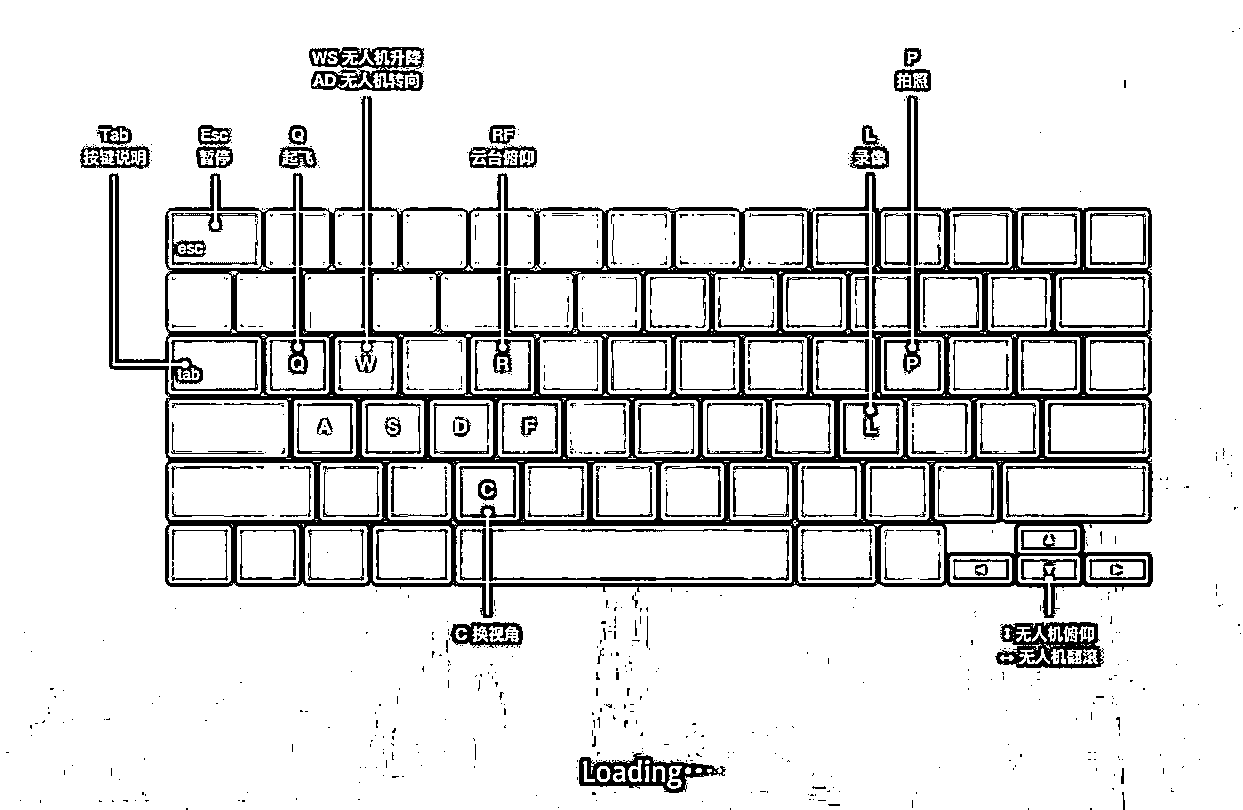 WS 无人机升降
AD 无人机转向
P
拍照
Tab
按键说明
Esc
暂停
Q
起飞
RF
云台俯仰
L
录像
esc
tab
Q
W
R
P
A
S
D
F
L
C
C 换视角
↕ 无人机俯仰
↔ 无人机翻滚
Loading